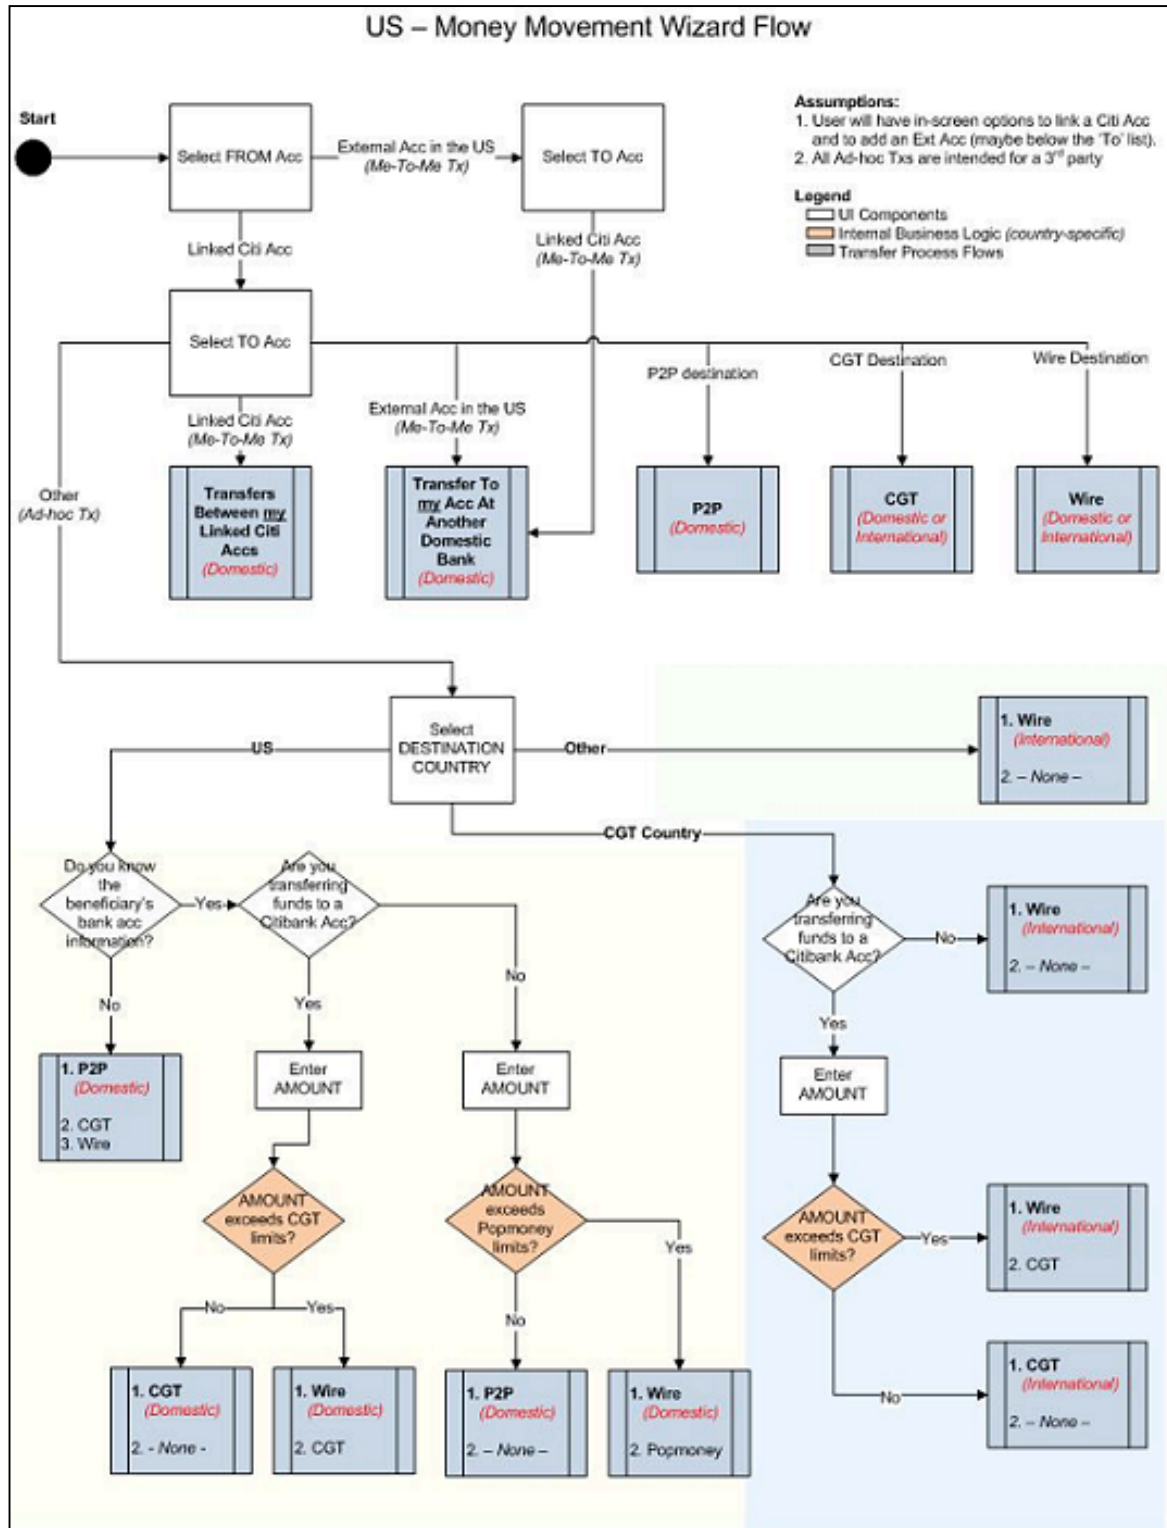 US – Money Movement Wizard Flow
Start
Select FROM Acc
External Acc in the US
(Me-To-Me Tx)
Select TO Acc
Assumptions:
1. User will have in-screen options to link a Citi Acc
and to add an Ext Acc (maybe below the 'To' list).
2. All Ad-hoc Txs are intended for a 3rd party
Legend
UI Components
Internal Business Logic (country-specific)
Transfer Process Flows
Linked Citi Acc
Linked Citi Acc
(Me-To-Me Tx)
Select TO Acc
P2P destination
CGT Destination
Wire Destination
Linked Citi Acc
(Me-To-Me Tx)
External Acc in the US
(Me-To-Me Tx)
Other
(Ad-hoc Tx)
Transfers
Between my
Linked Citi
Accs
(Domestic)
Transfer To
my Acc At
Another
Domestic
Bank
(Domestic)
P2P
(Domestic)
CGT
(Domestic or
International)
Wire
(Domestic or
International)
Select
DESTINATION
COUNTRY
US
Other
1. Wire
(International)
2. – None –
CGT Country
Do you know
the
beneficiary's
bank acc
information?
Yes
Are you
transferring
funds to a
Citibank Acc?
Are you
transferring
funds to a
Citibank Acc?
No
1. Wire
(International)
2. – None –
No
Yes
No
Yes
1. P2P
(Domestic)
2. CGT
3. Wire
Enter
AMOUNT
Enter
AMOUNT
Enter
AMOUNT
AMOUNT
exceeds CGT
limits?
AMOUNT
exceeds
Popmoney
limits?
Yes
AMOUNT
exceeds CGT
limits?
Yes
1. Wire
(International)
2. CGT
No
Yes
No
1. CGT
(Domestic)
2. - None -
1. Wire
(Domestic)
2. CGT
1. P2P
(Domestic)
2. – None –
1. Wire
(Domestic)
2. Popmoney
No
1. CGT
(International)
2. – None –